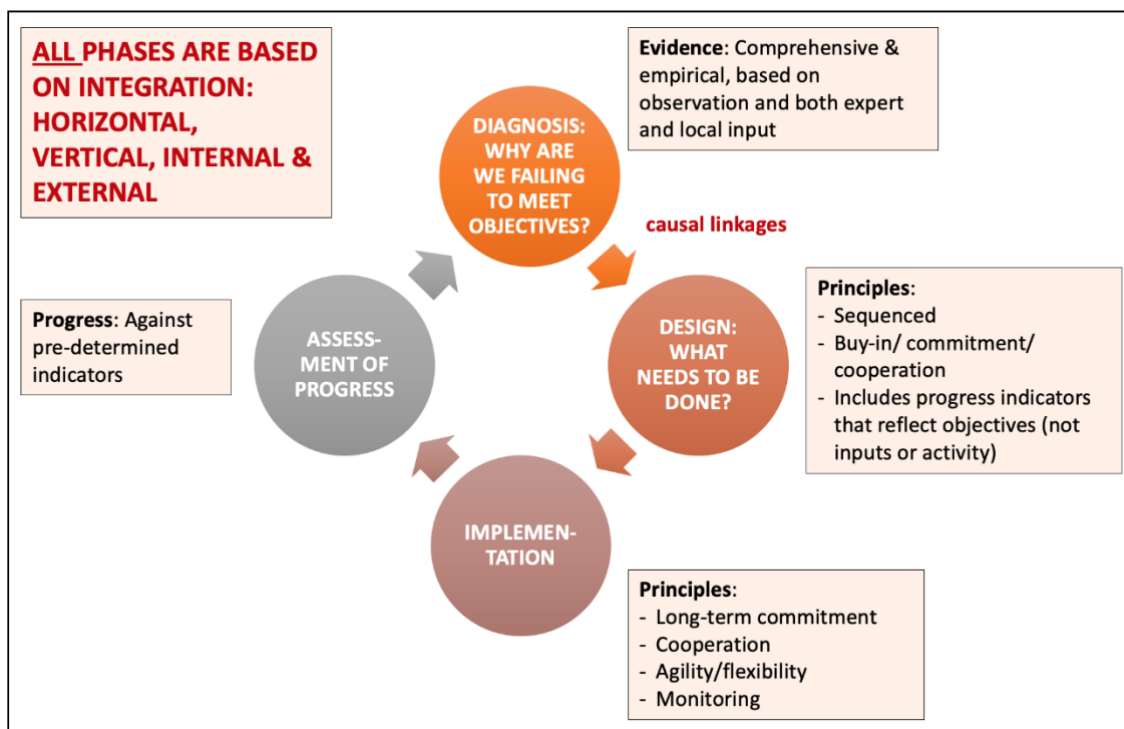 ALL PHASES ARE BASED
ON INTEGRATION:
HORIZONTAL,
VERTICAL, INTERNAL &
EXTERNAL
Evidence: Comprehensive &
empirical, based on
observation and both expert
and local input
DIAGNOSIS:
WHY ARE
WE FAILING
TO MEET
OBJECTIVES?
causal linkages
Principles:
- Sequenced
- Buy-in/ commitment/
cooperation
- Includes progress indicators
that reflect objectives (not
inputs or activity)
DESIGN:
WHAT
NEEDS TO BE
DONE?
Progress: Against
pre-determined
indicators
ASSESS-
MENT OF
PROGRESS
IMPLEMEN-
TATION
Principles:
- Long-term commitment
- Cooperation
- Agility/flexibility
- Monitoring